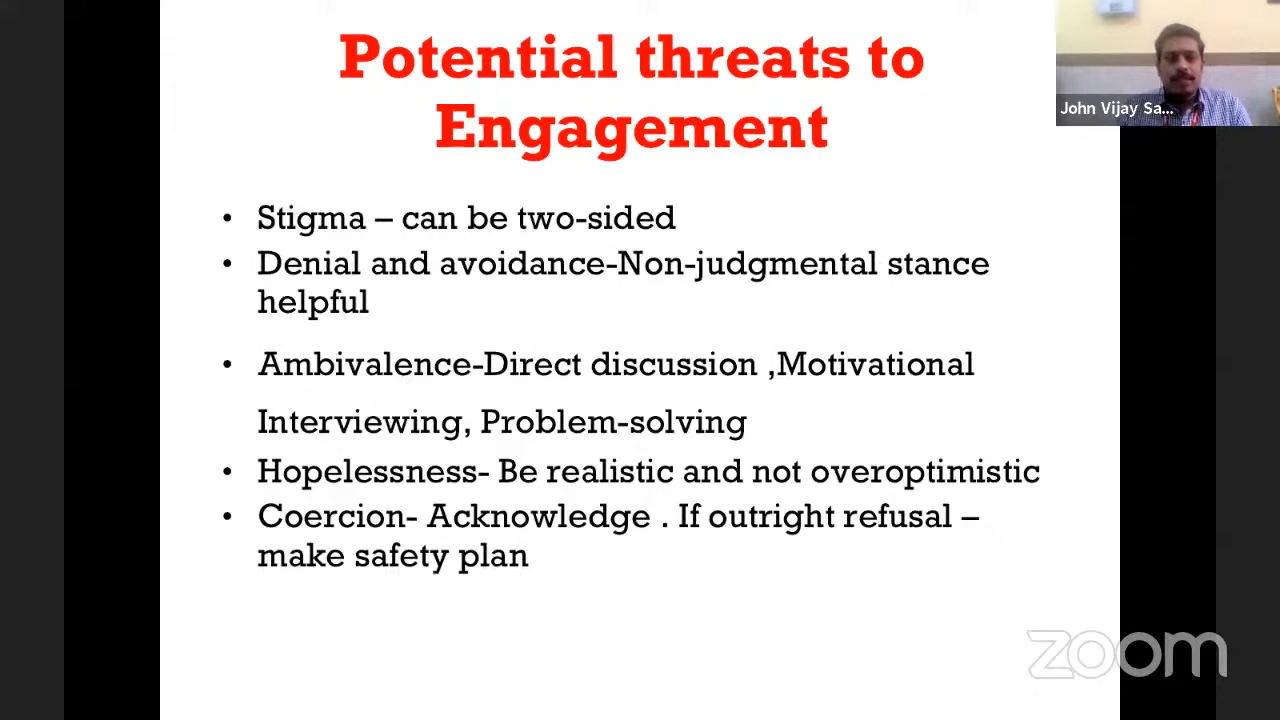 Potential threats to
Engagement
John Vijay Sa...
• Stigma – can be two-sided
• Denial and avoidance-Non-judgmental stance
helpful
• Ambivalence-Direct discussion ,Motivational
Interviewing, Problem-solving
• Hopelessness- Be realistic and not overoptimistic
• Coercion- Acknowledge . If outright refusal –
make safety plan
zoom